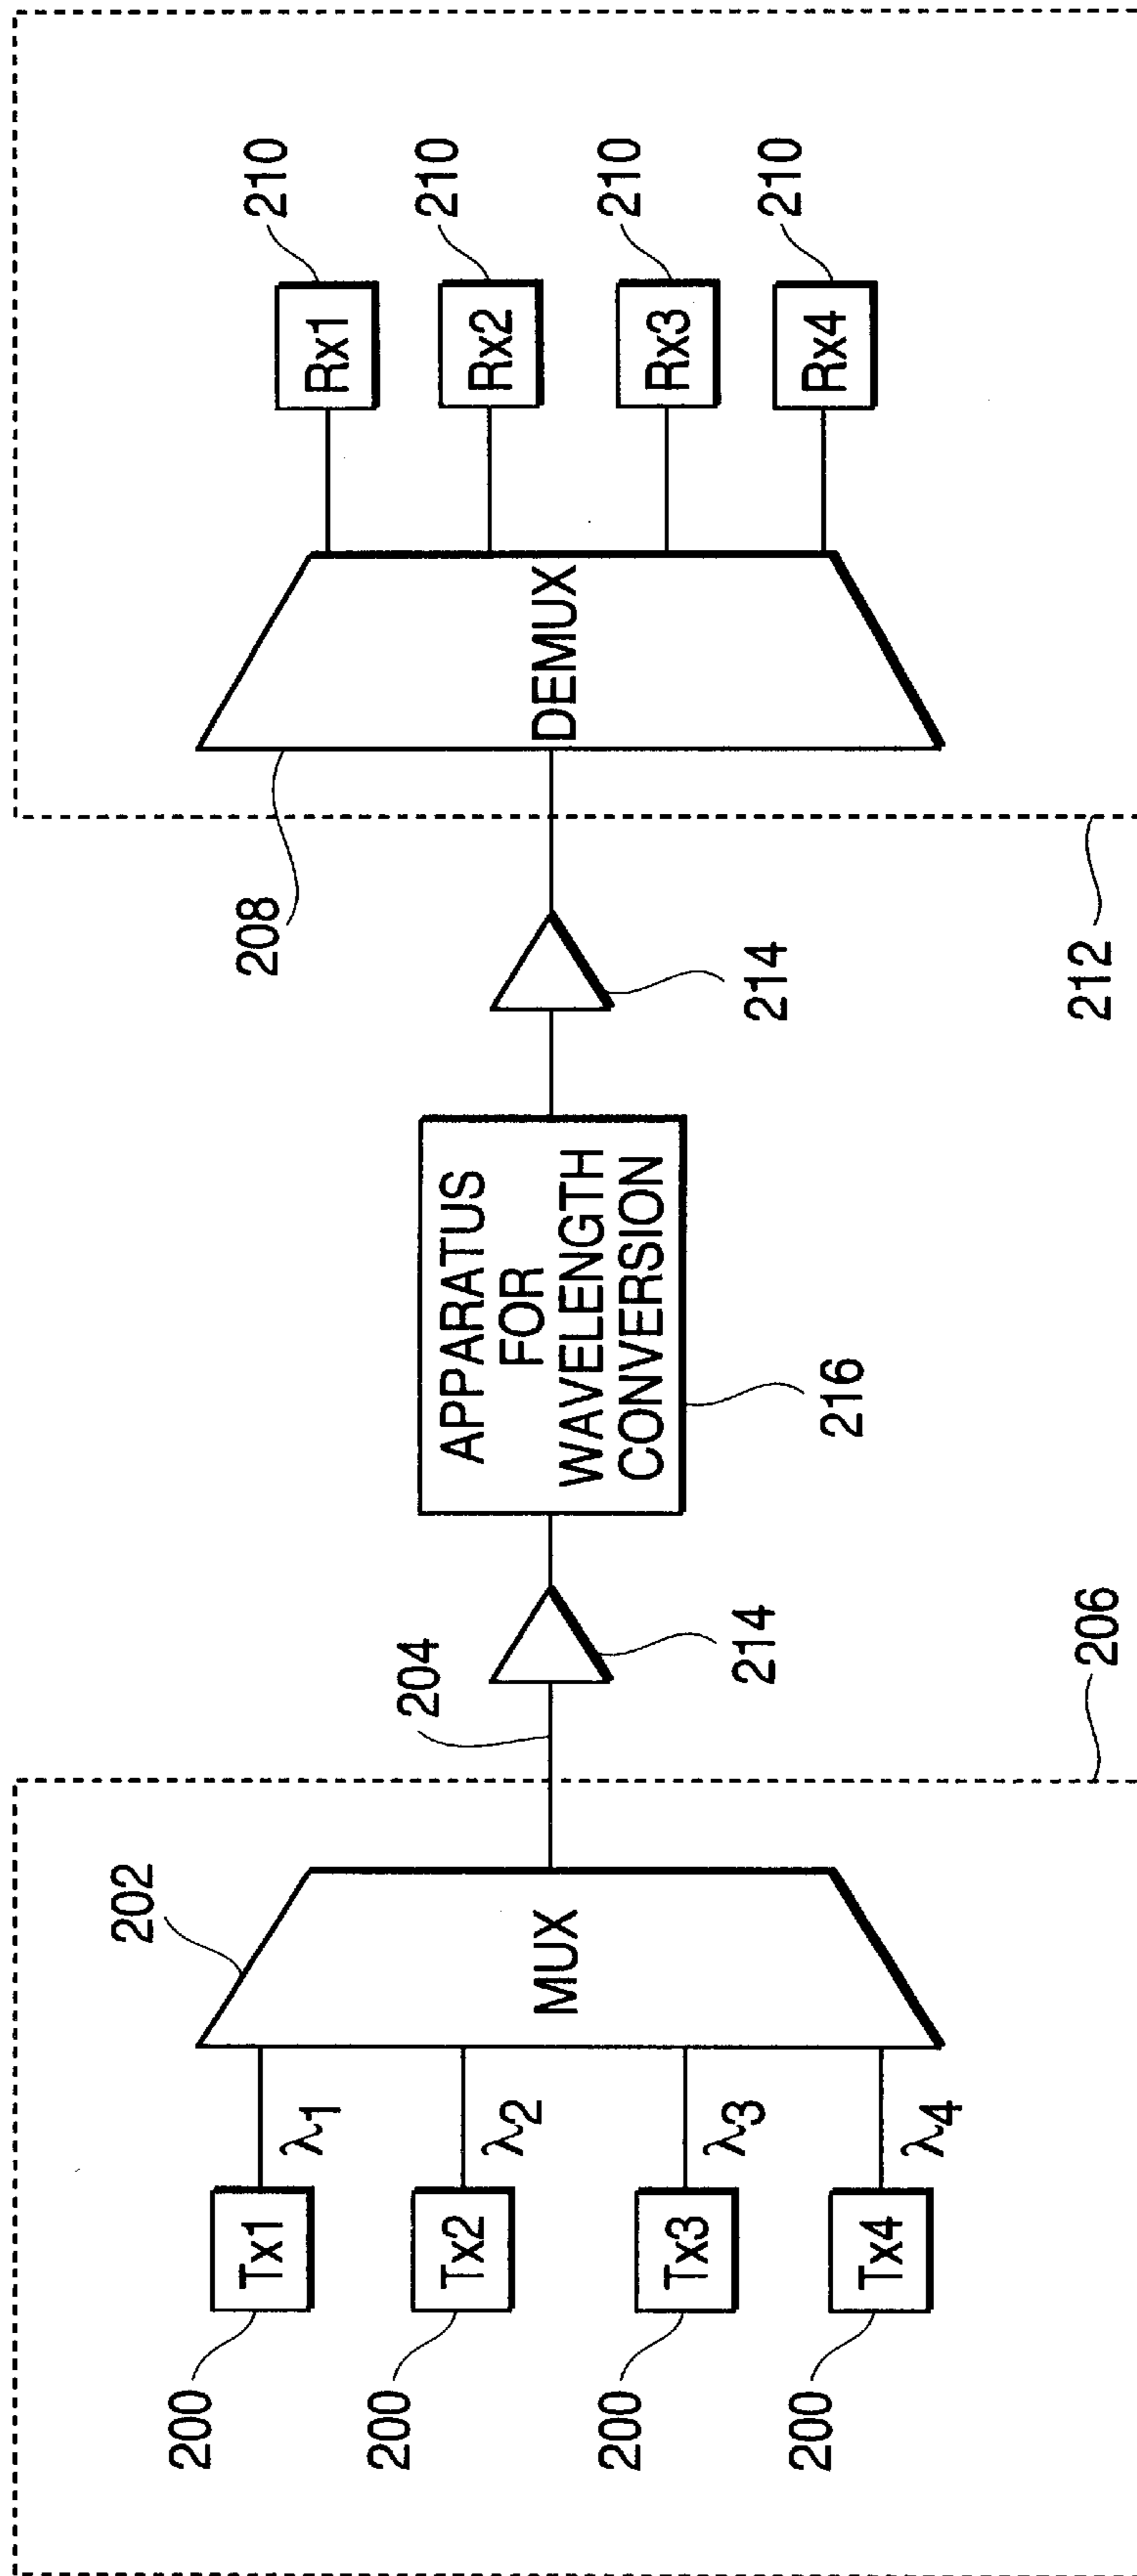 200
Tx1
λ1
200
Tx2
λ2
200
Tx3
λ3
200
Tx4
λ4
202
MUX
204
206
214
APPARATUS
FOR
WAVELENGTH
CONVERSION
216
214
208
DEMUX
212
Rx1
210
Rx2
210
Rx3
210
Rx4
210